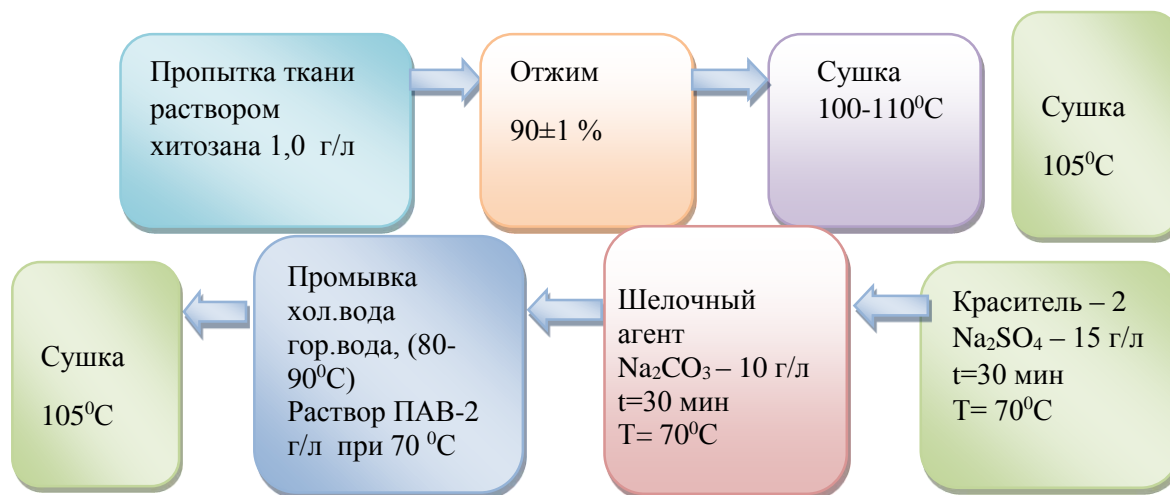 Пропытка ткани
раствором
хитозана 1,0 г/л
Отжим
90±1 %
Сушка
100-110⁰С
Сушка
105⁰С
Сушка
105⁰С
Промывка
хол.вода
гор.вода, (80-
90⁰С)
Раствор ПАВ-2
г/л при 70 ⁰С
Шелочный
агент
Na₂CO₃ – 10 г/л
t=30 мин
T= 70⁰С
Краситель – 2
Na₂SO₄ – 15 г/л
t=30 мин
T= 70⁰С